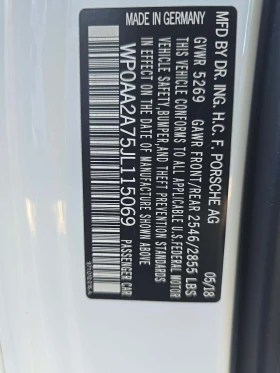 MADE IN GERMANY
MFD BY DR. ING. H.C. F. PORSCHE AG
GVWR 5269 GAWR FRONT/REAR 2546/2855 LBS
THIS VEHICLE CONFORMS TO ALL APPLICABLE U.S. FEDERAL MOTOR
VEHICLE SAFETY, BUMPER, AND THEFT PREVENTION STANDARDS
IN EFFECT ON THE DATE OF MANUFACTURE SHOWN ABOVE.
05/18
WP0AA2A75JL115069
PASSENGER CAR